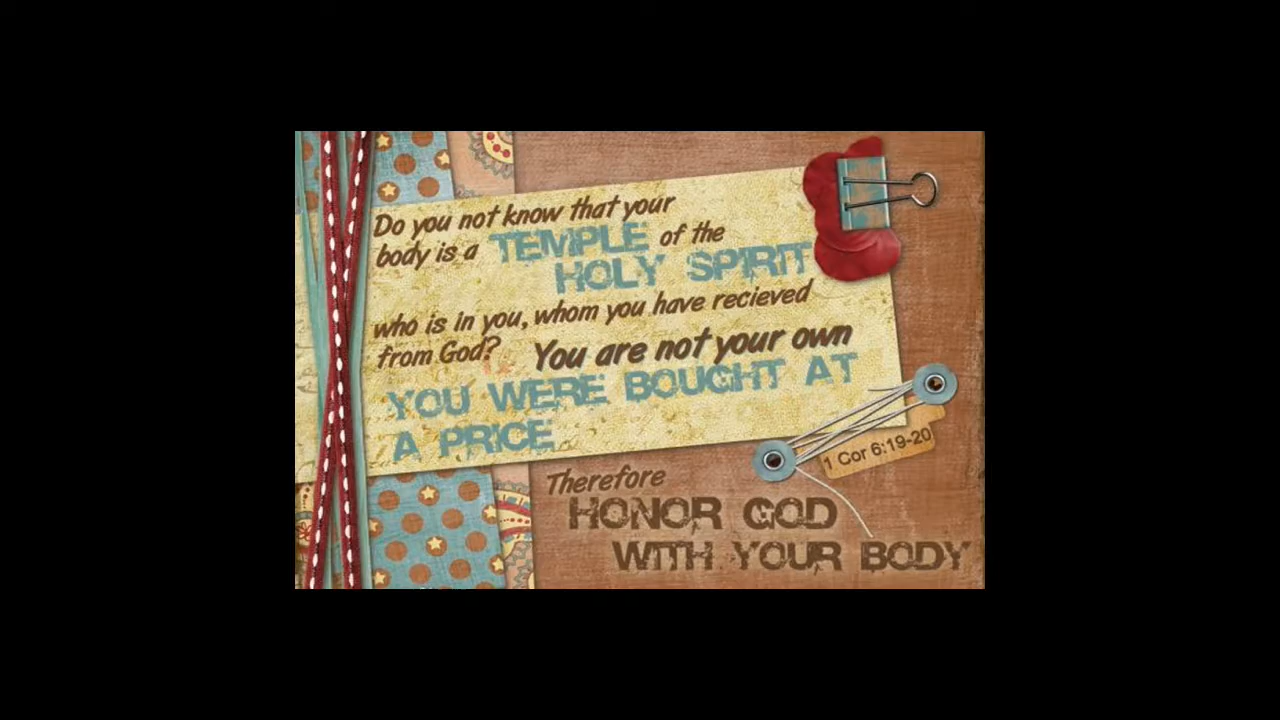 Do you not know that your
body is a TEMPLE of the
HOLY SPIRIT
who is in you, whom you have recieved
from God? You are not your own
YOU WERE BOUGHT AT
A PRICE
1 Cor 6:19-20
Therefore
HONOR GOD
WITH YOUR BODY